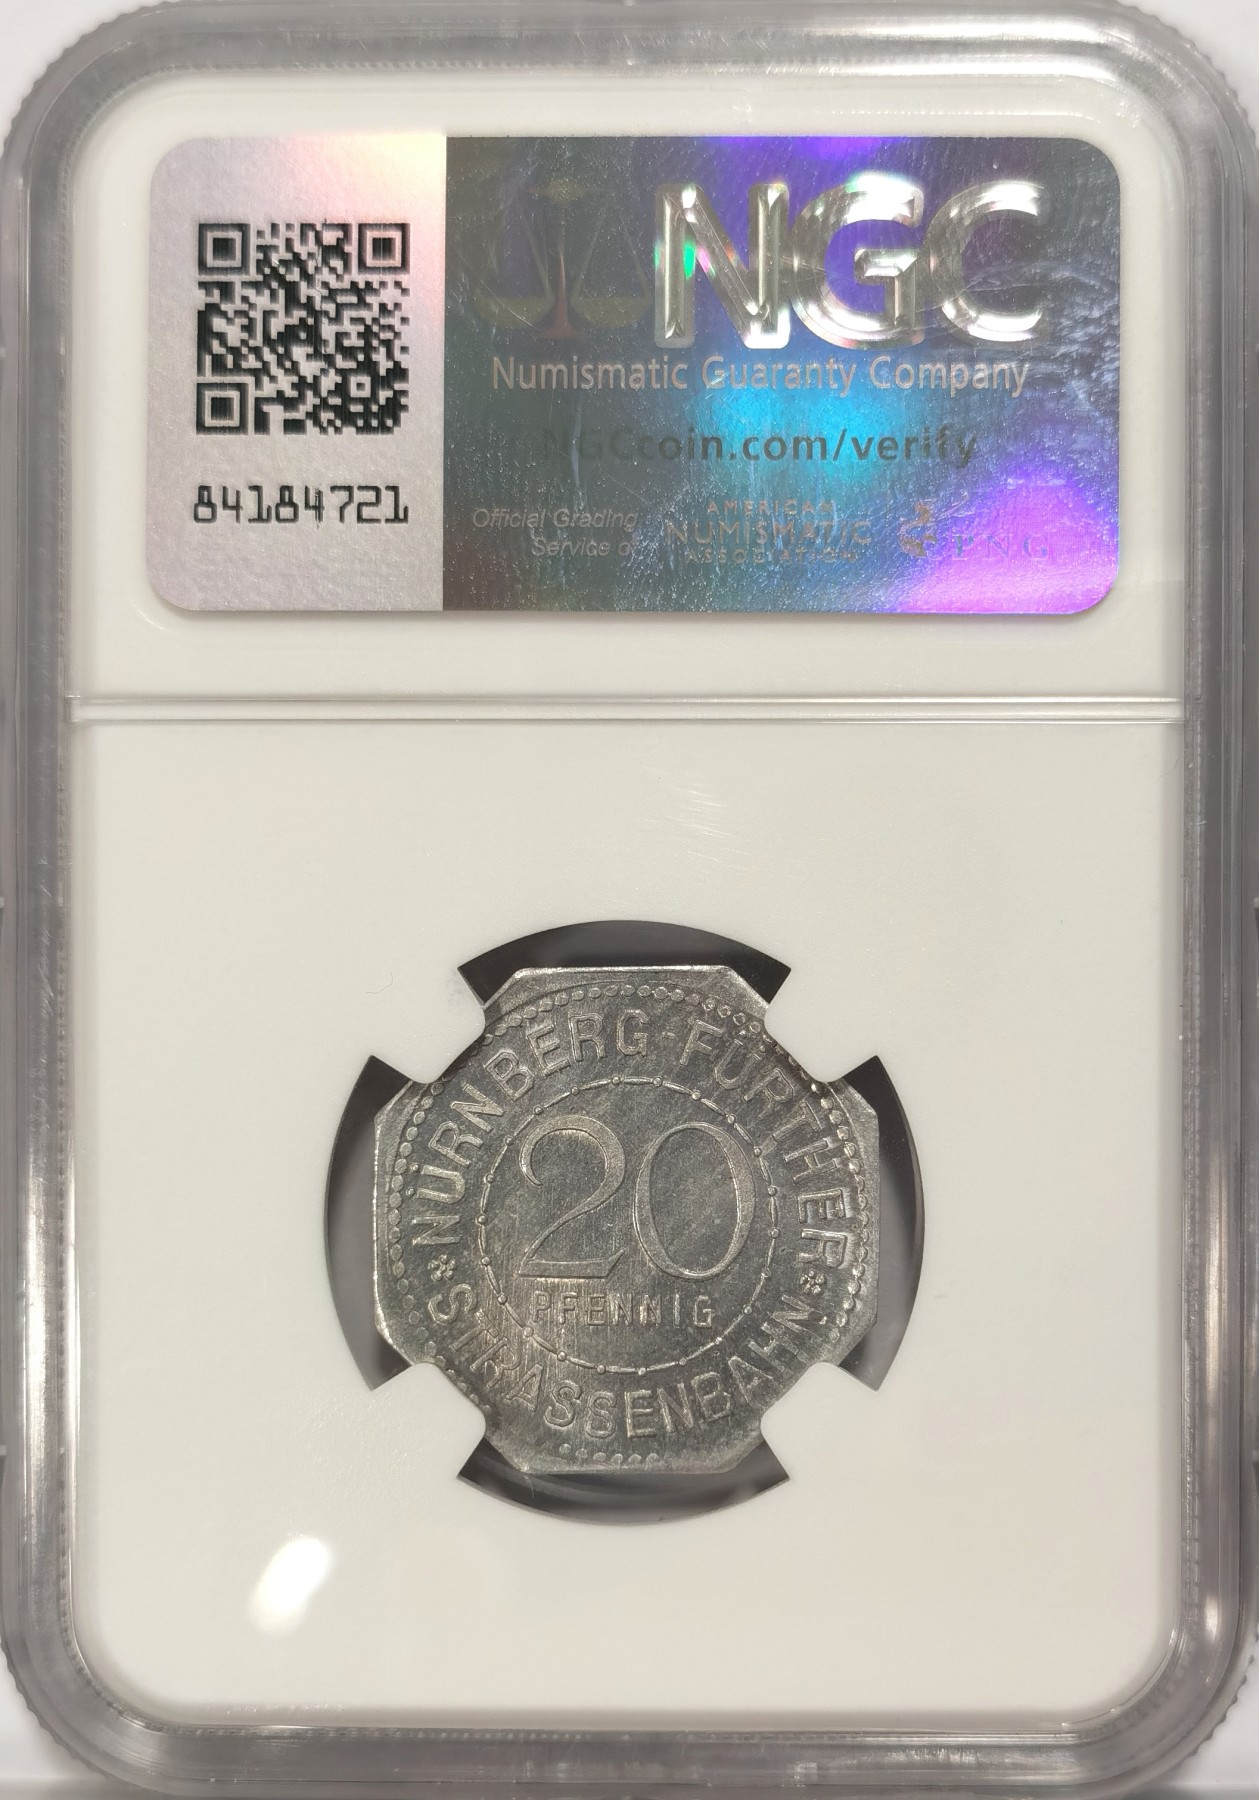 NGC
Numismatic Guaranty Company
NGCcoin.com/verify
84184721
Official Grading
Service of
AMERICAN
NUMISMATIC
ASSOCIATION
PNG
NÜRNBERG-FÜRTHER
20
PFENNIG
STRASSENBAHN